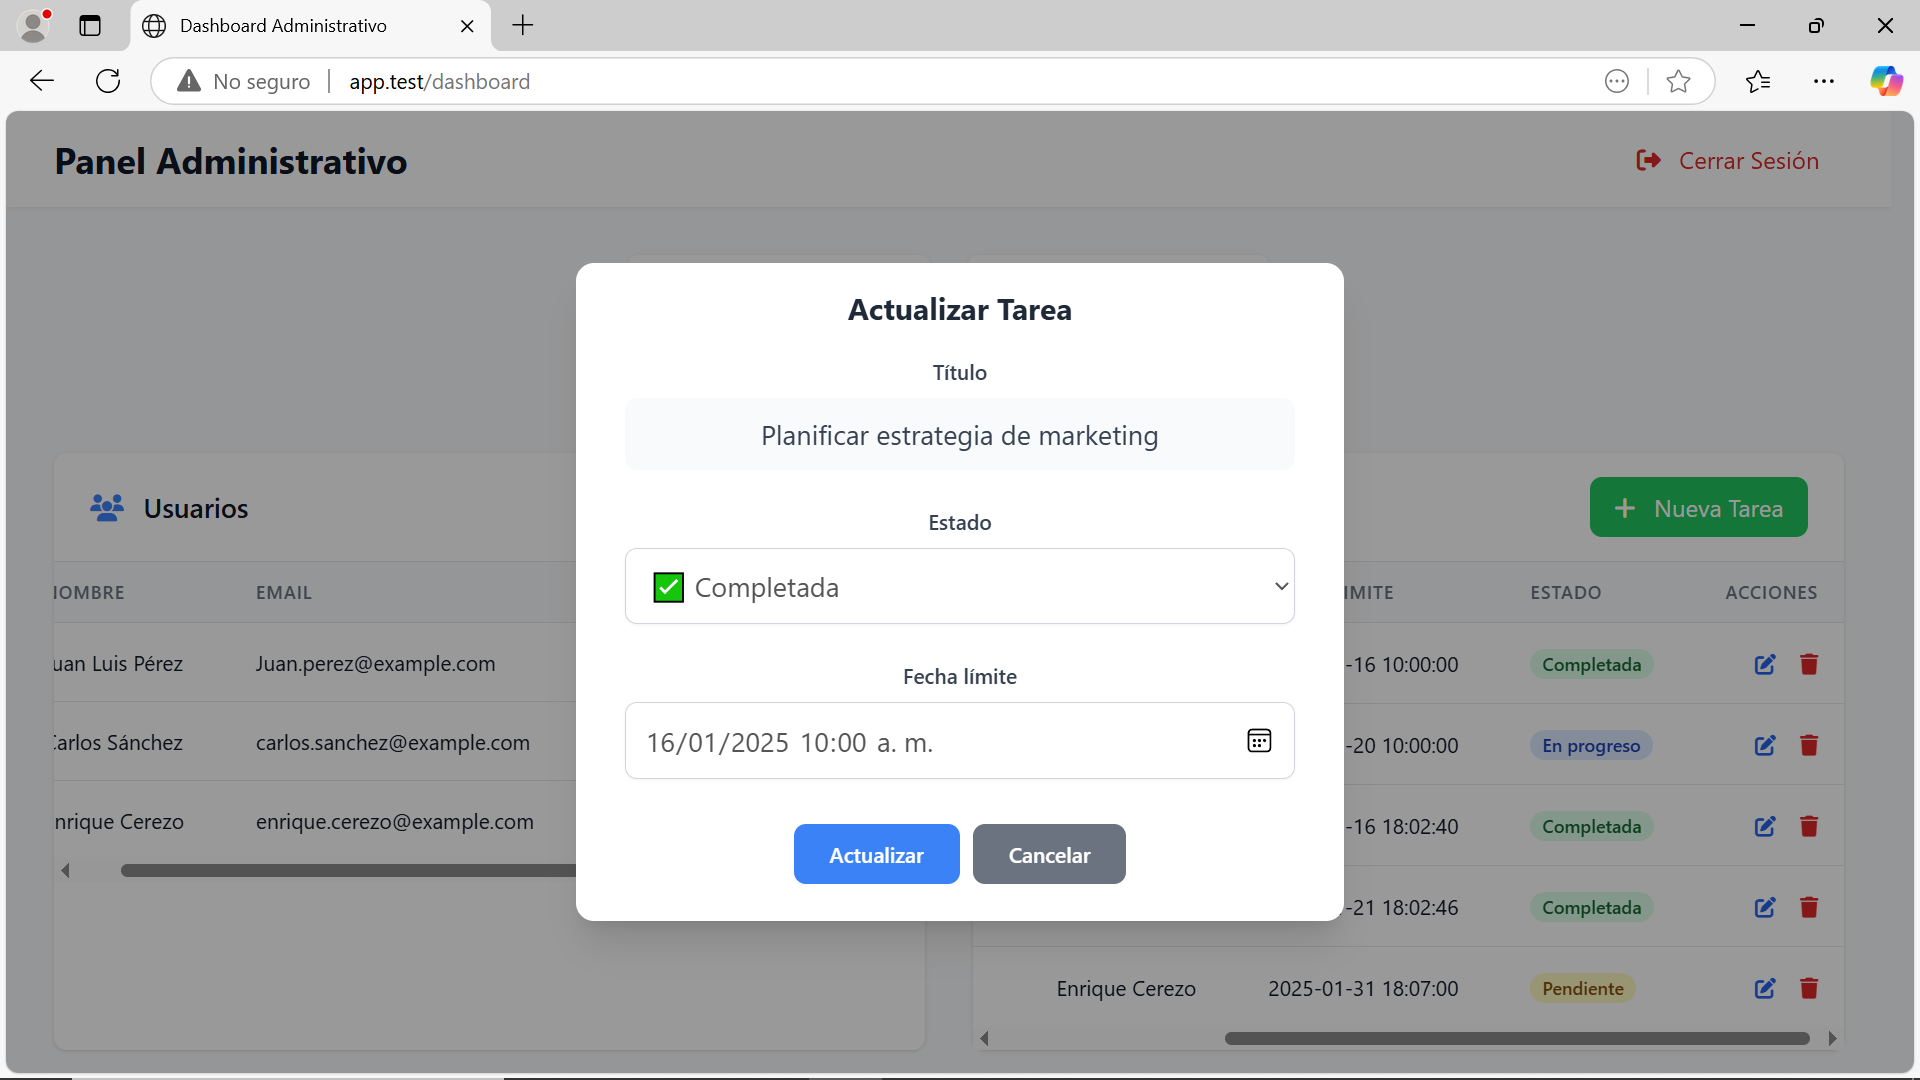 Dashboard Administrativo
No seguro
app.test/dashboard
Panel Administrativo
Cerrar Sesión
Actualizar Tarea
Título
Planificar estrategia de marketing
Estado
Completada
Fecha límite
16/01/2025 10:00 a. m.
Actualizar
Cancelar
Usuarios
OMBRE EMAIL
uan Luis Pérez Juan.perez@example.com
arlos Sánchez carlos.sanchez@example.com
nrique Cerezo enrique.cerezo@example.com
Nueva Tarea
IMITE ESTADO ACCIONES
-16 10:00:00 Completada
-20 10:00:00 En progreso
-16 18:02:40 Completada
-21 18:02:46 Completada
Enrique Cerezo 2025-01-31 18:07:00 Pendiente